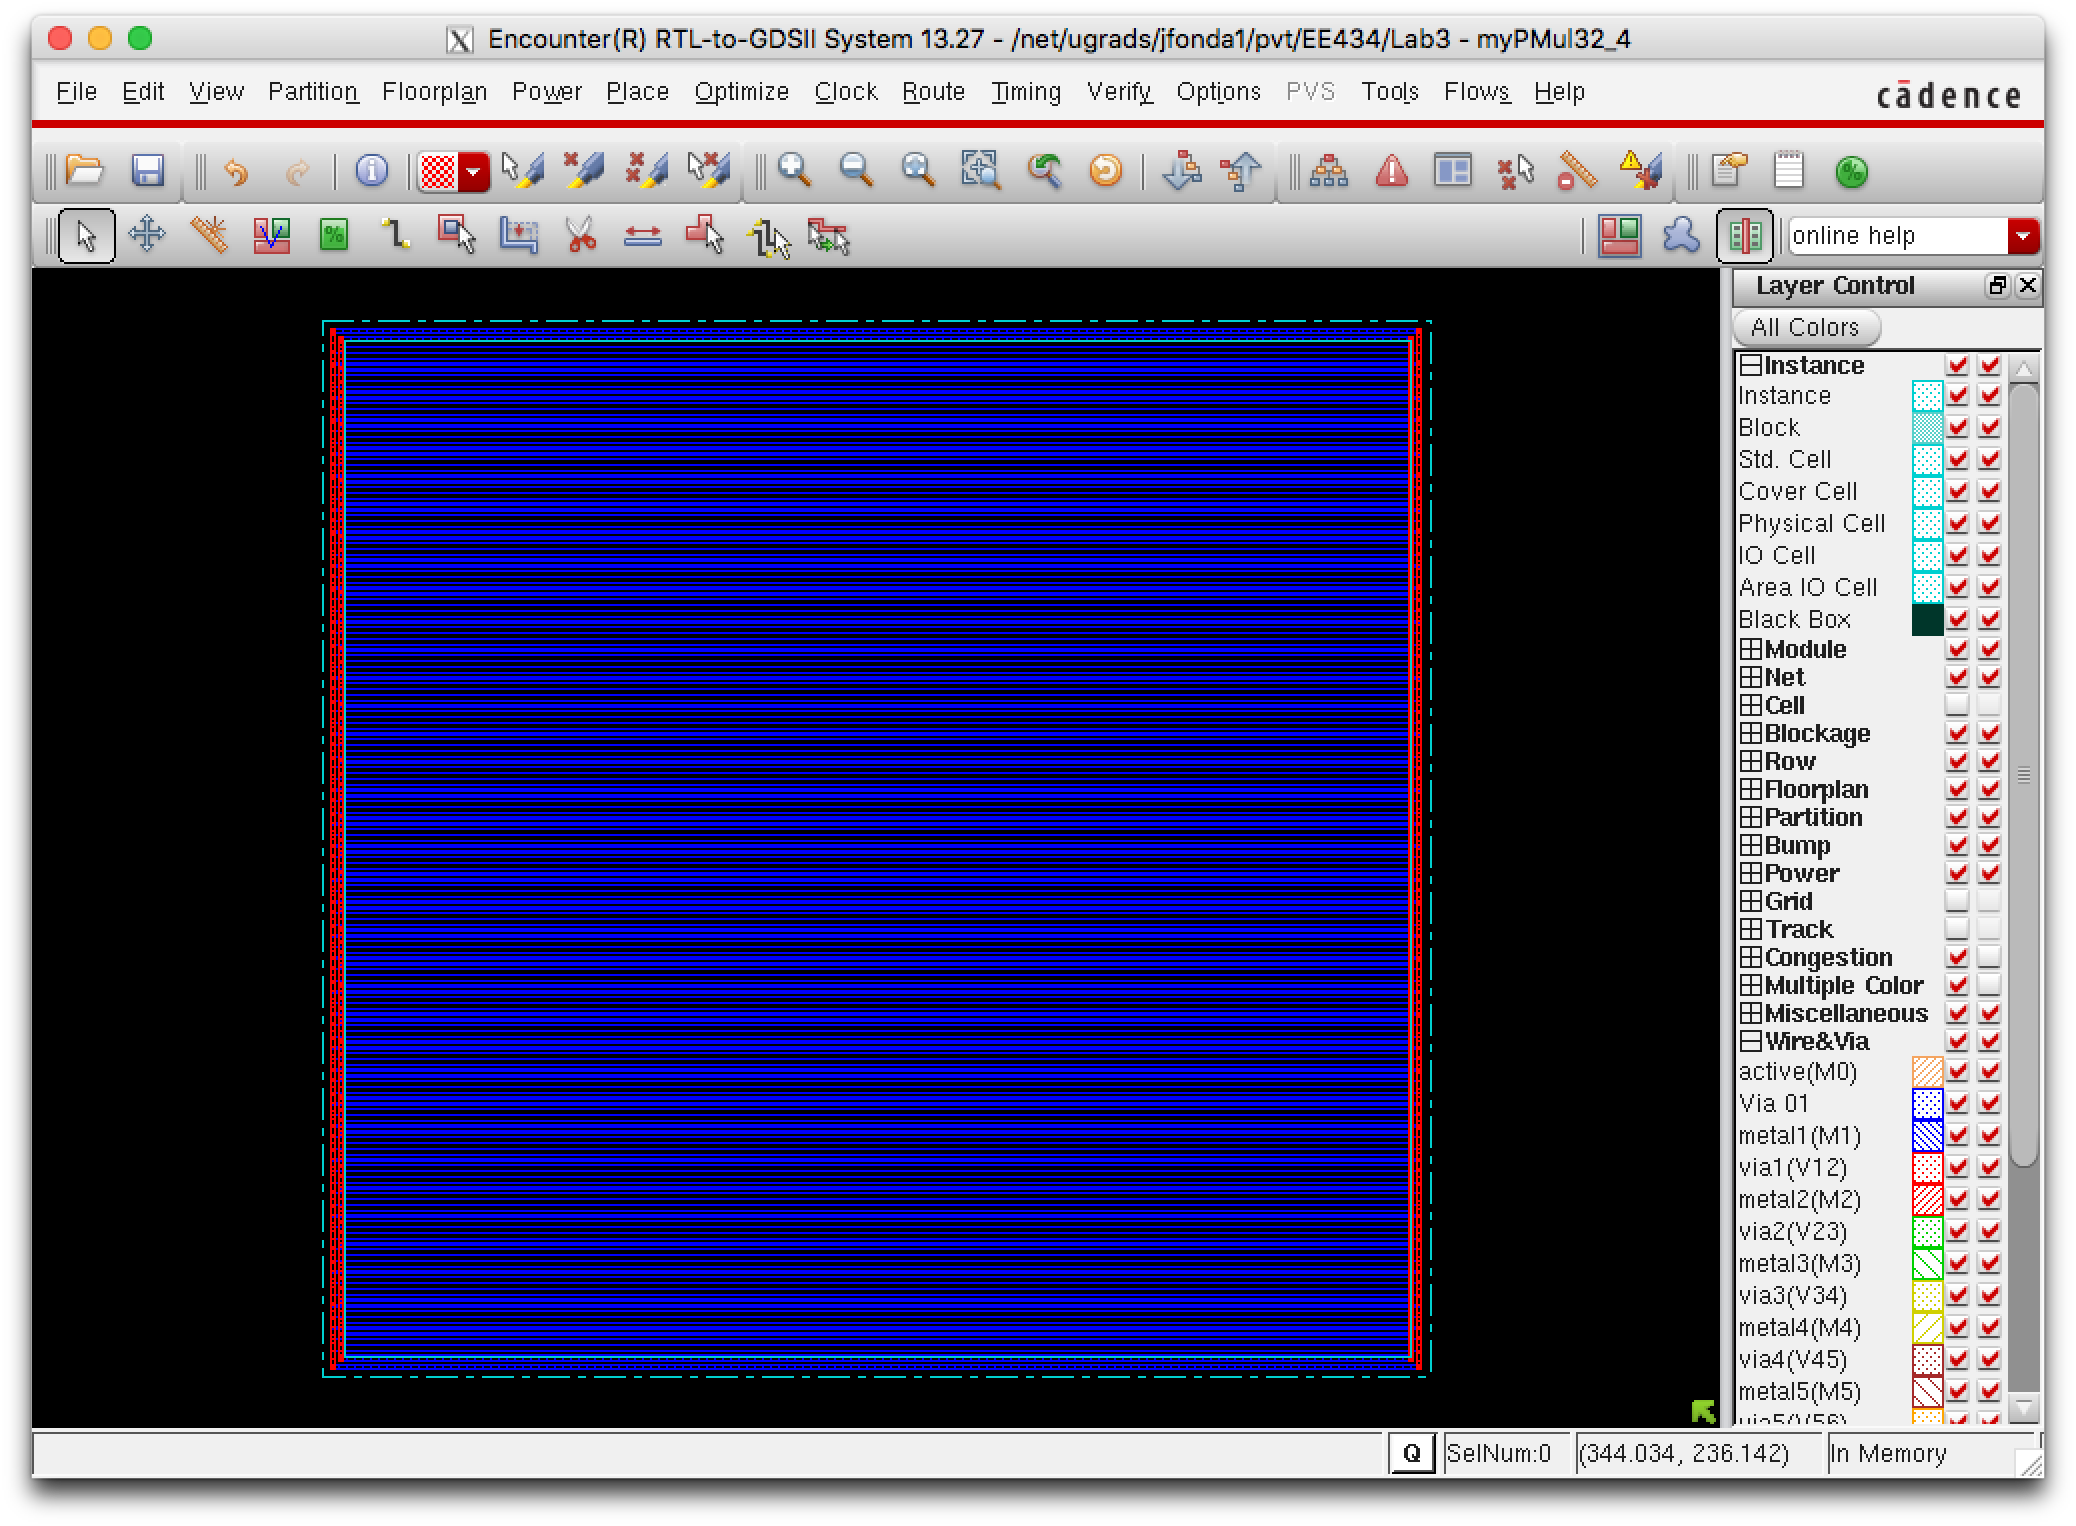 Encounter(R) RTL-to-GDSII System 13.27 - /net/ugrads/jfonda1/pvt/EE434/Lab3 - myPMul32_4
File Edit View Partition Floorplan Power Place Optimize Clock Route Timing Verify Options PVS Tools Flows Help
cādence
online help
Layer Control
All Colors
Instance
Instance
Block
Std. Cell
Cover Cell
Physical Cell
IO Cell
Area IO Cell
Black Box
Module
Net
Cell
Blockage
Row
Floorplan
Partition
Bump
Power
Grid
Track
Congestion
Multiple Color
Miscellaneous
Wire&Via
active(M0)
Via 01
metal1(M1)
via1(V12)
metal2(M2)
via2(V23)
metal3(M3)
via3(V34)
metal4(M4)
via4(V45)
metal5(M5)
via5(V56)
Q SelNum:0 (344.034, 236.142) In Memory